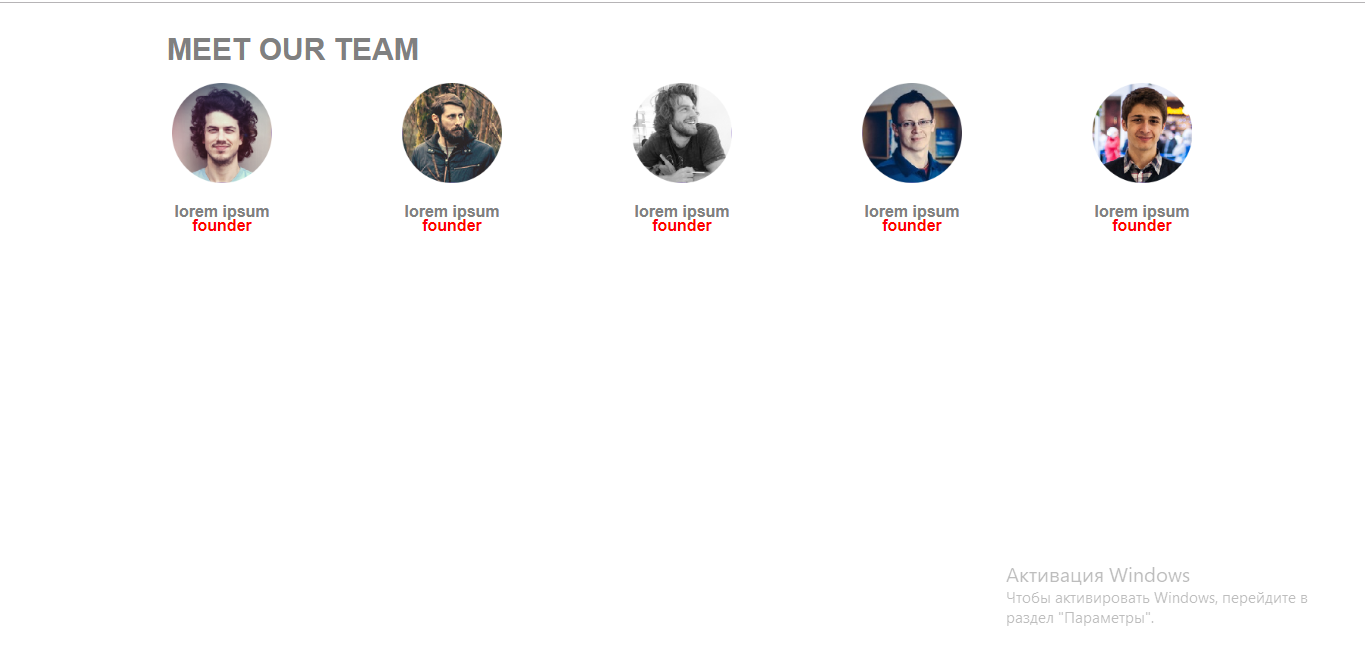 MEET OUR TEAM
lorem ipsum
founder
lorem ipsum
founder
lorem ipsum
founder
lorem ipsum
founder
lorem ipsum
founder
Активация Windows
Чтобы активировать Windows, перейдите в
раздел "Параметры".